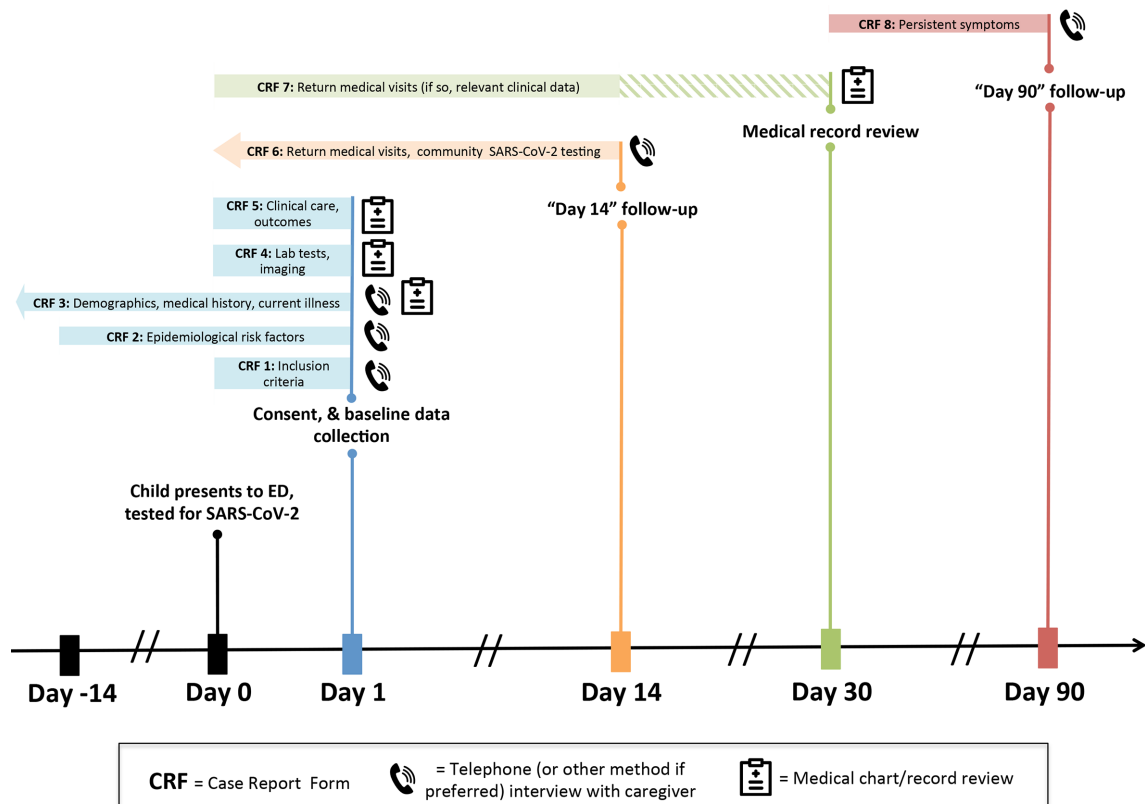 CRF 8: Persistent symptoms
“Day 90” follow-up
CRF 7: Return medical visits (if so, relevant clinical data)
Medical record review
CRF 6: Return medical visits, community SARS-CoV-2 testing
“Day 14” follow-up
CRF 5: Clinical care,
outcomes
CRF 4: Lab tests,
imaging
CRF 3: Demographics, medical history, current illness
CRF 2: Epidemiological risk factors
CRF 1: Inclusion
criteria
Consent, & baseline data
collection
Child presents to ED,
tested for SARS-CoV-2
Day -14
Day 0
Day 1
Day 14
Day 30
Day 90
CRF = Case Report Form
= Telephone (or other method if
preferred) interview with caregiver
= Medical chart/record review